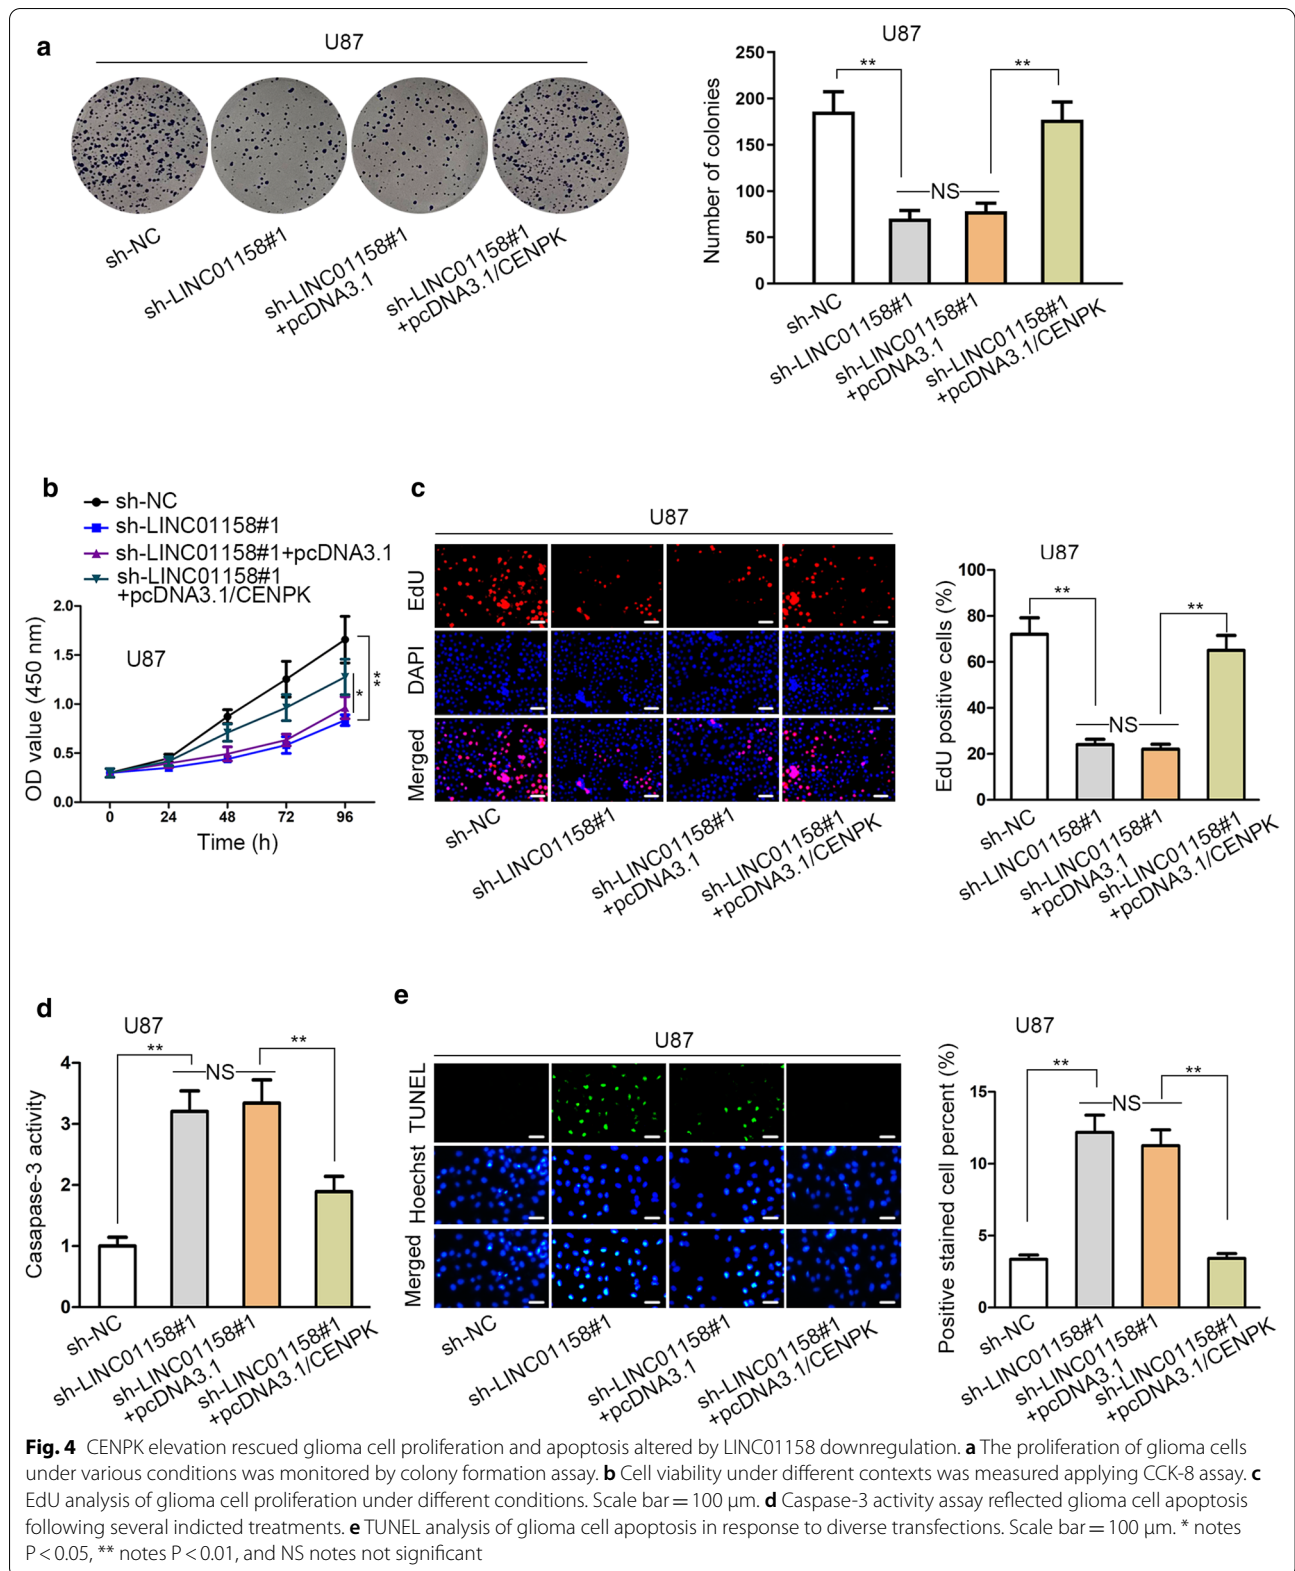 a
U87
sh-NC
sh-LINC01158#1
sh-LINC01158#1
+pcDNA3.1
sh-LINC01158#1
+pcDNA3.1/CENPK
U87
Number of colonies
250
200
150
100
50
0
**
**
NS
sh-NC
sh-LINC01158#1
sh-LINC01158#1
+pcDNA3.1
sh-LINC01158#1
+pcDNA3.1/CENPK
b
sh-NC
sh-LINC01158#1
sh-LINC01158#1+pcDNA3.1
sh-LINC01158#1
+pcDNA3.1/CENPK
U87
OD value (450 nm)
2.0
1.5
1.0
0.5
0.0
*
**
0 24 48 72 96
Time (h)
c
U87
EdU
DAPI
Merged
sh-NC
sh-LINC01158#1
sh-LINC01158#1
+pcDNA3.1
sh-LINC01158#1
+pcDNA3.1/CENPK
U87
EdU positive cells (%)
100
80
60
40
20
0
**
**
NS
sh-NC
sh-LINC01158#1
sh-LINC01158#1
+pcDNA3.1
sh-LINC01158#1
+pcDNA3.1/CENPK
d
U87
Casapase-3 activity
4
3
2
1
0
**
**
NS
sh-NC
sh-LINC01158#1
sh-LINC01158#1
+pcDNA3.1
sh-LINC01158#1
+pcDNA3.1/CENPK
e
U87
TUNEL
Hoechst
Merged
sh-NC
sh-LINC01158#1
sh-LINC01158#1
+pcDNA3.1
sh-LINC01158#1
+pcDNA3.1/CENPK
U87
Positive stained cell percent (%)
15
10
5
0
**
**
NS
sh-NC
sh-LINC01158#1
sh-LINC01158#1
+pcDNA3.1
sh-LINC01158#1
+pcDNA3.1/CENPK
Fig. 4 CENPK elevation rescued glioma cell proliferation and apoptosis altered by LINC01158 downregulation. a The proliferation of glioma cells
under various conditions was monitored by colony formation assay. b Cell viability under different contexts was measured applying CCK-8 assay. c
EdU analysis of glioma cell proliferation under different conditions. Scale bar = 100 μm. d Caspase-3 activity assay reflected glioma cell apoptosis
following several indicted treatments. e TUNEL analysis of glioma cell apoptosis in response to diverse transfections. Scale bar = 100 μm. * notes
P < 0.05, ** notes P < 0.01, and NS notes not significant